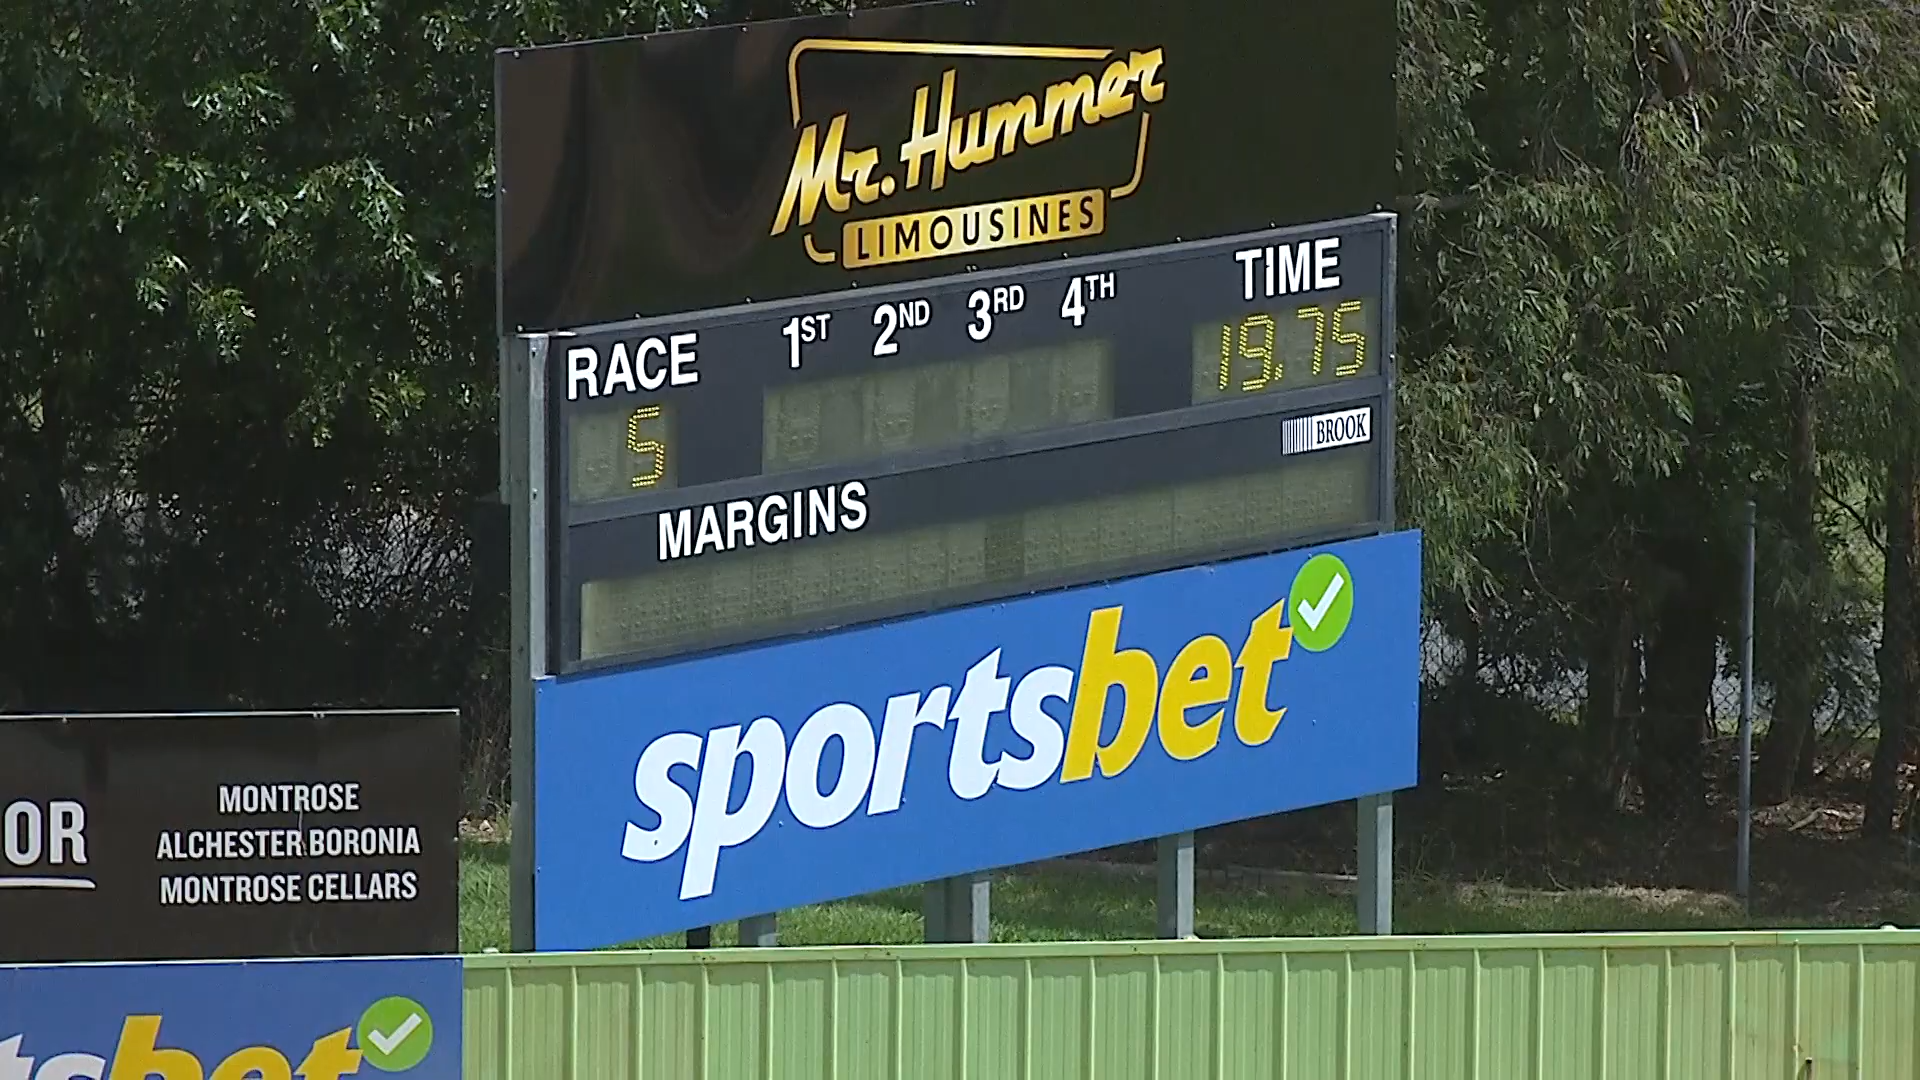 Mr. Hummer
LIMOUSINES
RACE 1ST 2ND 3RD 4TH TIME
5 19.75
BROOK
MARGINS
sportsbet
OR
MONTROSE
ALCHESTER BORONIA
MONTROSE CELLARS
tsbet